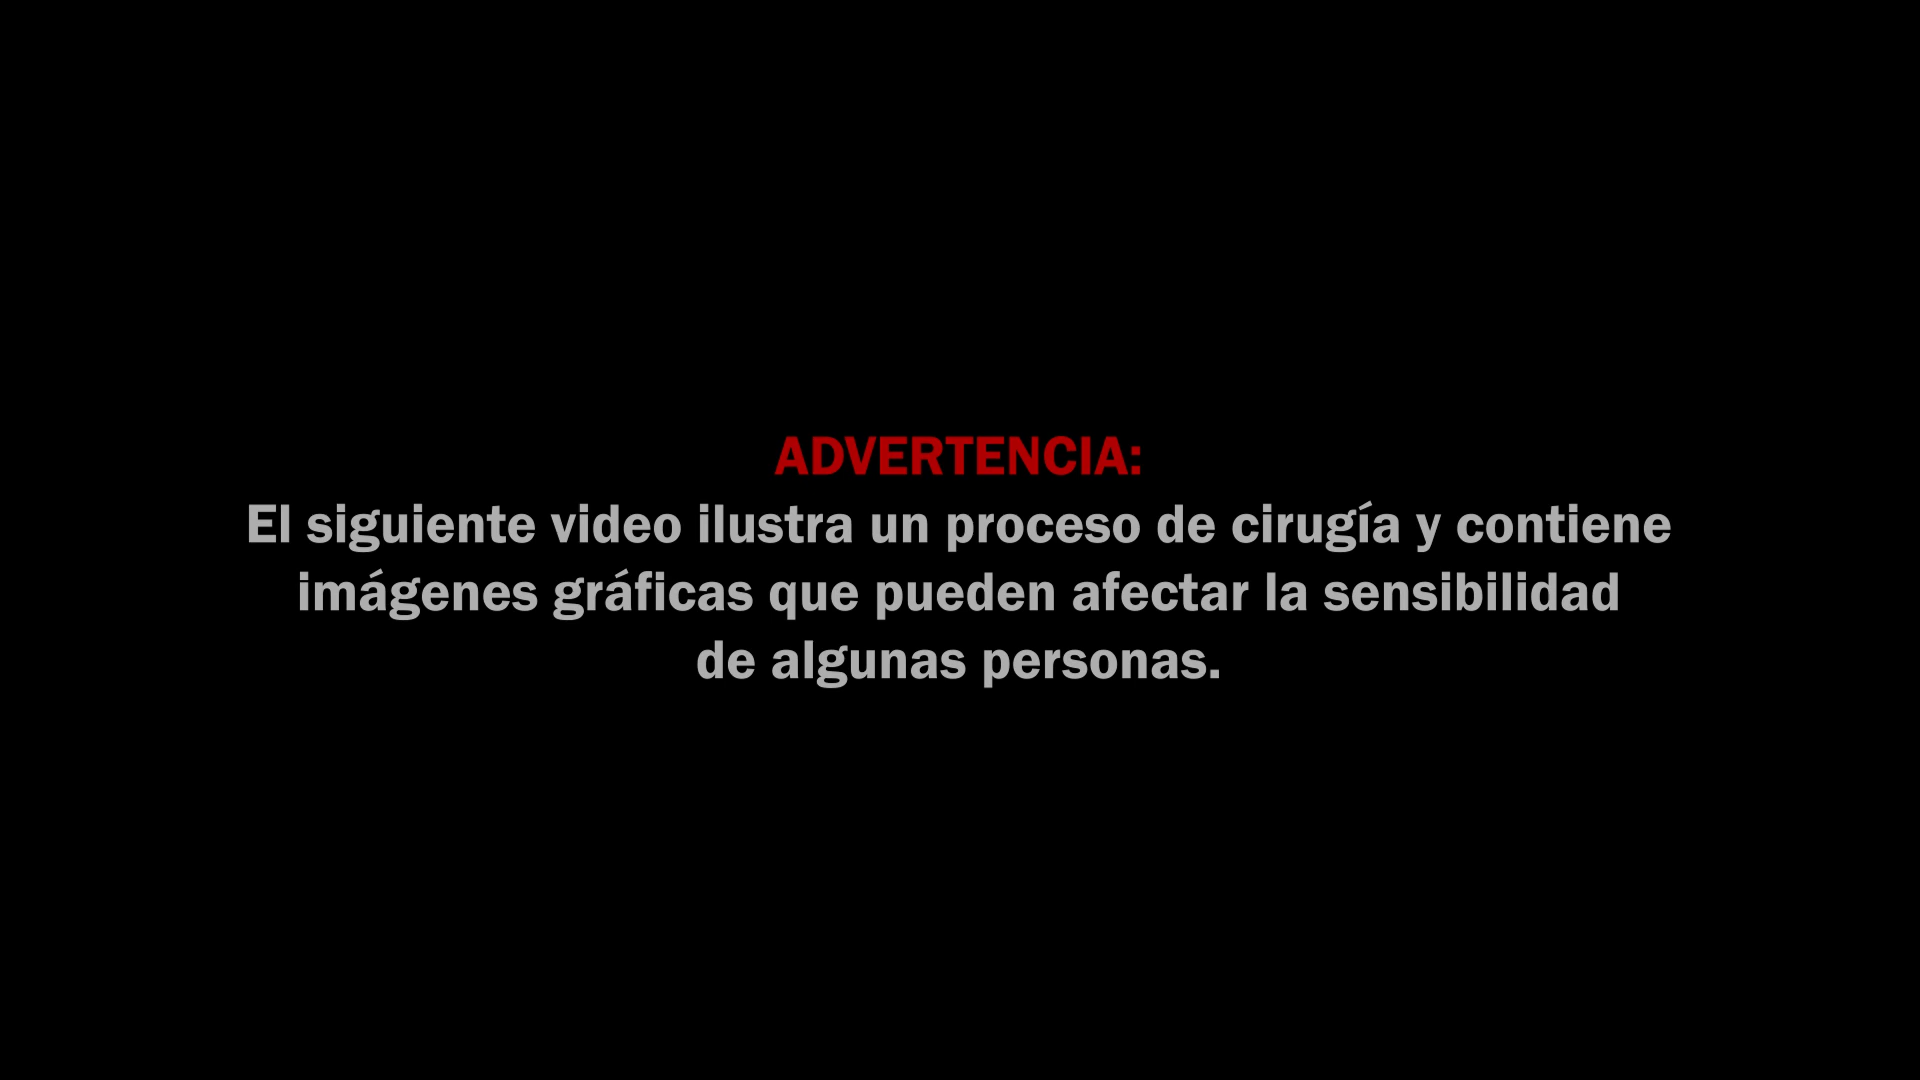 ADVERTENCIA:
El siguiente video ilustra un proceso de cirugía y contiene
imágenes gráficas que pueden afectar la sensibilidad
de algunas personas.